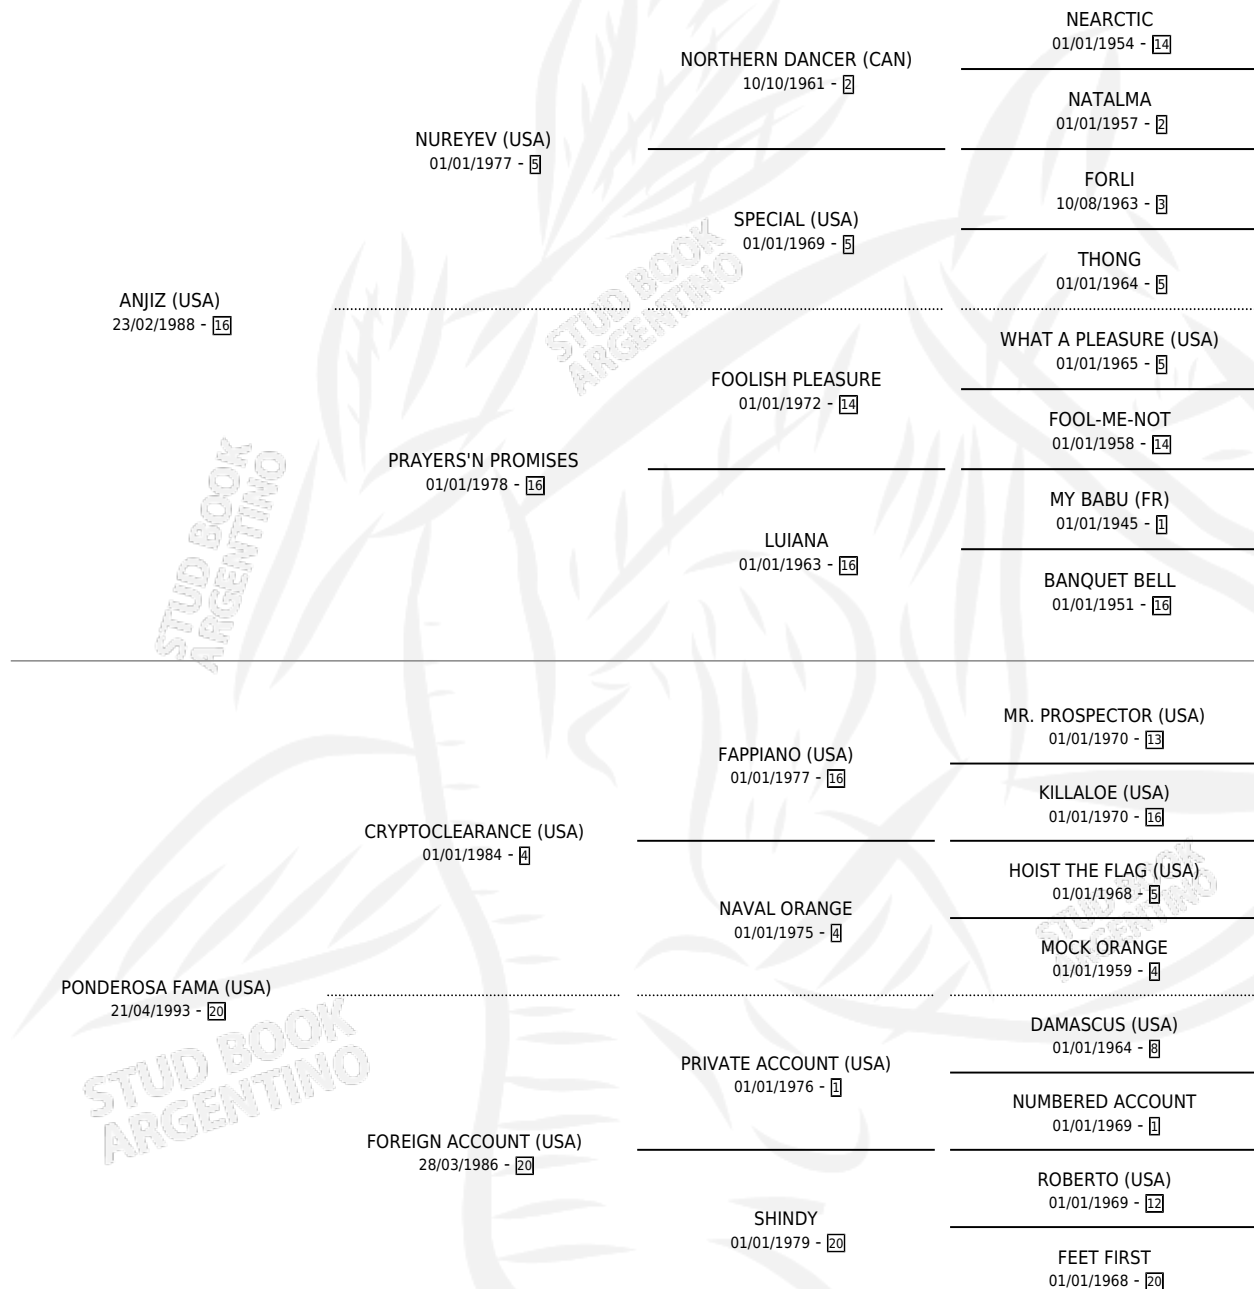 NEARCTIC
01/01/1954 - 14
NORTHERN DANCER (CAN)
10/10/1961 - 2
NATALMA
01/01/1957 - 2
NUREYEV (USA)
01/01/1977 - 5
FORLI
10/08/1963 - 3
SPECIAL (USA)
01/01/1969 - 5
THONG
01/01/1964 - 5
ANJIZ (USA)
23/02/1988 - 16
WHAT A PLEASURE (USA)
01/01/1965 - 5
FOOLISH PLEASURE
01/01/1972 - 14
FOOL-ME-NOT
01/01/1958 - 14
PRAYERS'N PROMISES
01/01/1978 - 16
MY BABU (FR)
01/01/1945 - 1
LUIANA
01/01/1963 - 16
BANQUET BELL
01/01/1951 - 16
MR. PROSPECTOR (USA)
01/01/1970 - 13
FAPPIANO (USA)
01/01/1977 - 16
KILLALOE (USA)
01/01/1970 - 16
CRYPTOCLEARANCE (USA)
01/01/1984 - 4
HOIST THE FLAG (USA)
01/01/1968 - 5
NAVAL ORANGE
01/01/1975 - 4
MOCK ORANGE
01/01/1959 - 4
PONDEROSA FAMA (USA)
21/04/1993 - 20
DAMASCUS (USA)
01/01/1964 - 8
PRIVATE ACCOUNT (USA)
01/01/1976 - 1
NUMBERED ACCOUNT
01/01/1969 - 1
FOREIGN ACCOUNT (USA)
28/03/1986 - 20
ROBERTO (USA)
01/01/1969 - 12
SHINDY
01/01/1979 - 20
FEET FIRST
01/01/1968 - 20
STUD BOOK
ARGENTINO
STUD BOOK
ARGENTINO
STUD BOOK
ARGENTINO
STUD BOOK
ARGENTINO